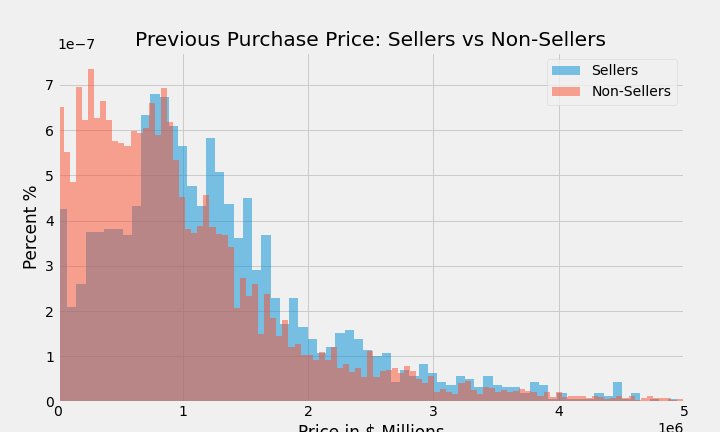 Previous Purchase Price: Sellers vs Non-Sellers
1e−7
Sellers
Non-Sellers
7
6
5
4
3
2
1
0
Percent %
0 1 2 3 4 5
Price in $ Millions
1e6